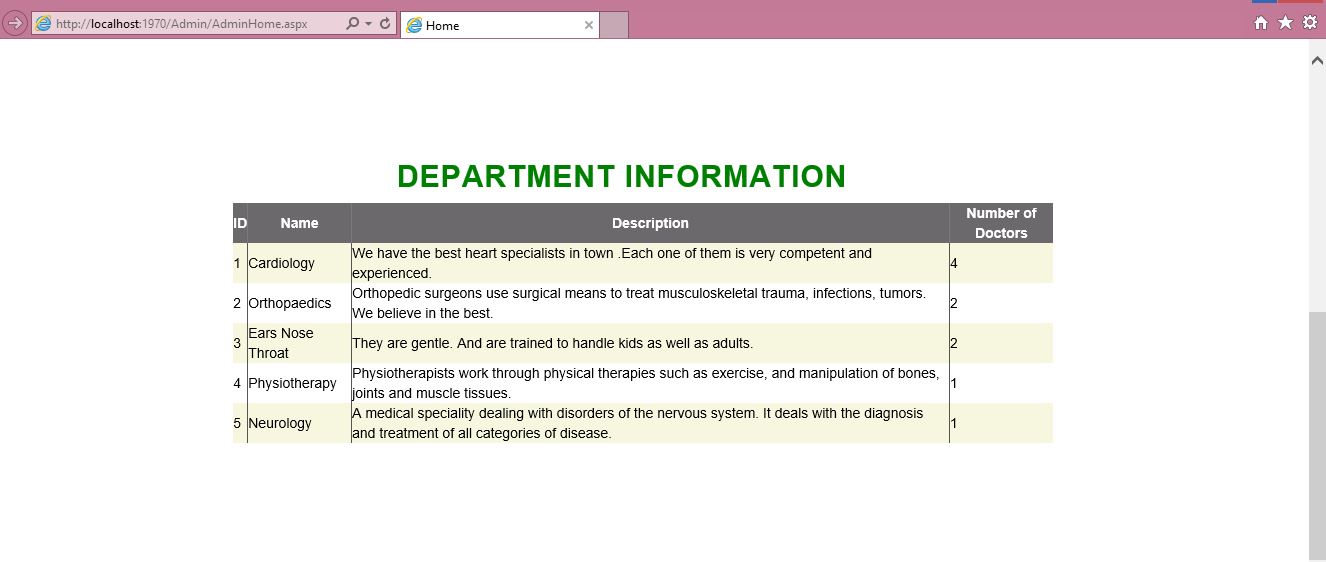 http://localhost:1970/Admin/AdminHome.aspx
Home
DEPARTMENT INFORMATION
ID Name Description Number of
Doctors
1 Cardiology We have the best heart specialists in town .Each one of them is very competent and
experienced. 4
2 Orthopaedics Orthopedic surgeons use surgical means to treat musculoskeletal trauma, infections, tumors.
We believe in the best. 2
3 Ears Nose
Throat They are gentle. And are trained to handle kids as well as adults. 2
4 Physiotherapy Physiotherapists work through physical therapies such as exercise, and manipulation of bones,
joints and muscle tissues. 1
5 Neurology A medical speciality dealing with disorders of the nervous system. It deals with the diagnosis
and treatment of all categories of disease. 1